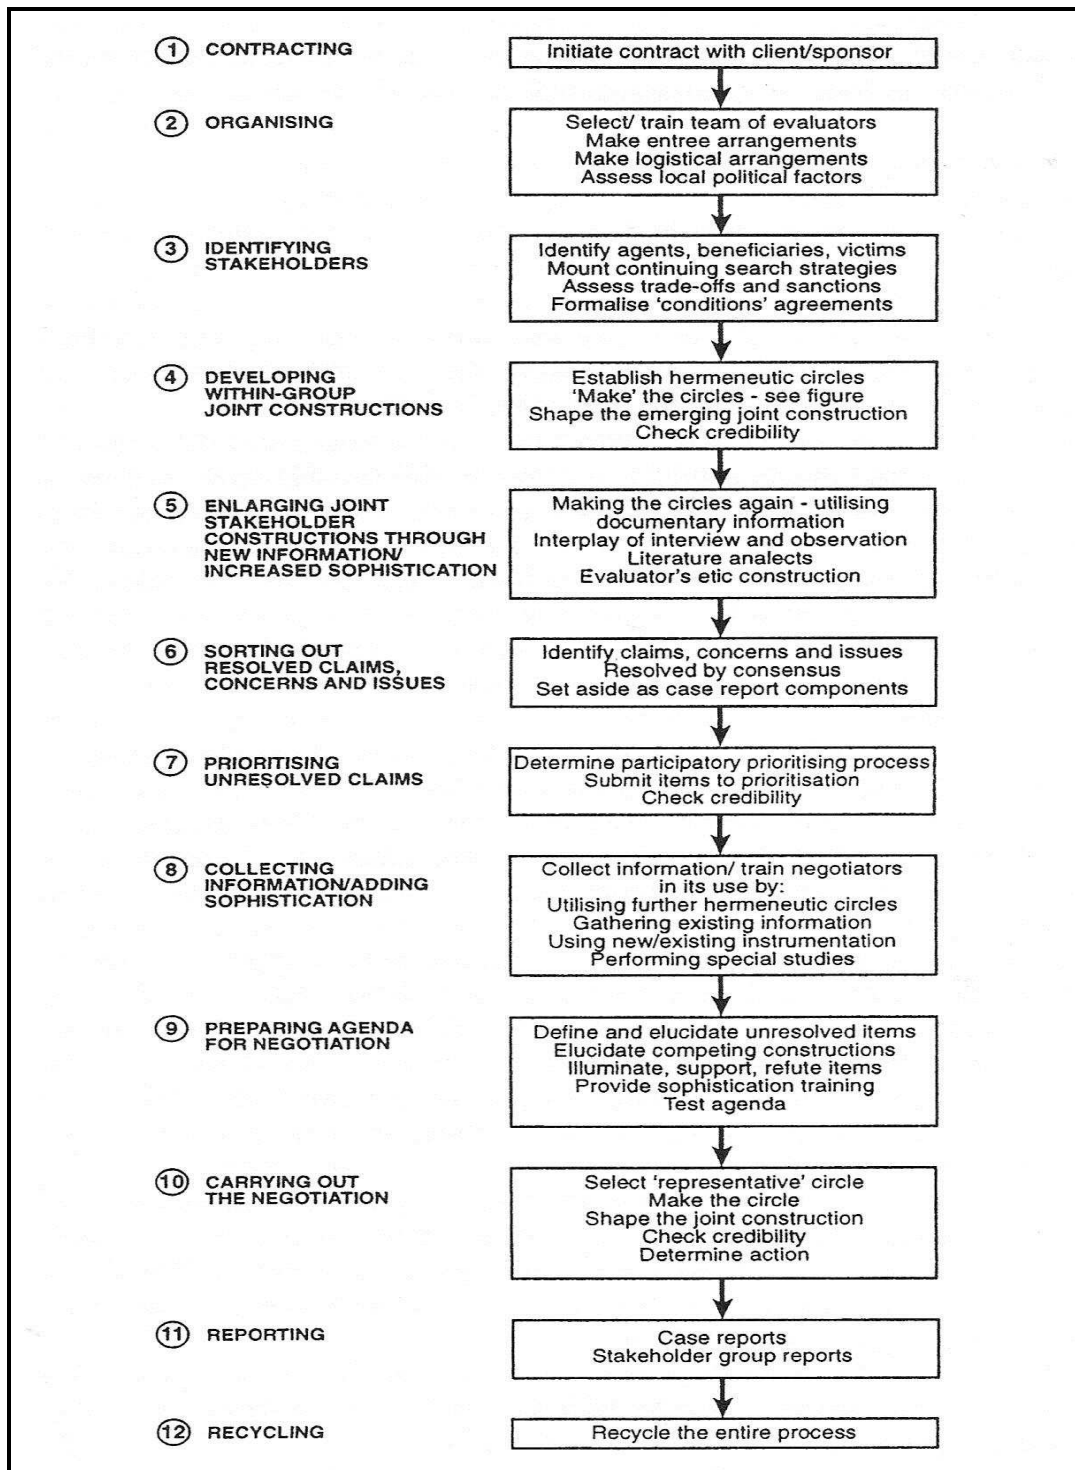 1 CONTRACTING
Initiate contract with client/sponsor
2 ORGANISING
Select/ train team of evaluators
Make entree arrangements
Make logistical arrangements
Assess local political factors
3 IDENTIFYING
STAKEHOLDERS
Identify agents, beneficiaries, victims
Mount continuing search strategies
Assess trade-offs and sanctions
Formalise ‘conditions’ agreements
4 DEVELOPING
WITHIN-GROUP
JOINT CONSTRUCTIONS
Establish hermeneutic circles
‘Make’ the circles - see figure
Shape the emerging joint construction
Check credibility
5 ENLARGING JOINT
STAKEHOLDER
CONSTRUCTIONS THROUGH
NEW INFORMATION/
INCREASED SOPHISTICATION
Making the circles again - utilising
documentary information
Interplay of interview and observation
Literature analects
Evaluator's etic construction
6 SORTING OUT
RESOLVED CLAIMS,
CONCERNS AND ISSUES
Identify claims, concerns and issues
Resolved by consensus
Set aside as case report components
7 PRIORITISING
UNRESOLVED CLAIMS
Determine participatory prioritising process
Submit items to prioritisation
Check credibility
8 COLLECTING
INFORMATION/ADDING
SOPHISTICATION
Collect information/ train negotiators
in its use by:
Utilising further hermeneutic circles
Gathering existing information
Using new/existing instrumentation
Performing special studies
9 PREPARING AGENDA
FOR NEGOTIATION
Define and elucidate unresolved items
Elucidate competing constructions
Illuminate, support, refute items
Provide sophistication training
Test agenda
10 CARRYING OUT
THE NEGOTIATION
Select ‘representative’ circle
Make the circle
Shape the joint construction
Check credibility
Determine action
11 REPORTING
Case reports
Stakeholder group reports
12 RECYCLING
Recycle the entire process